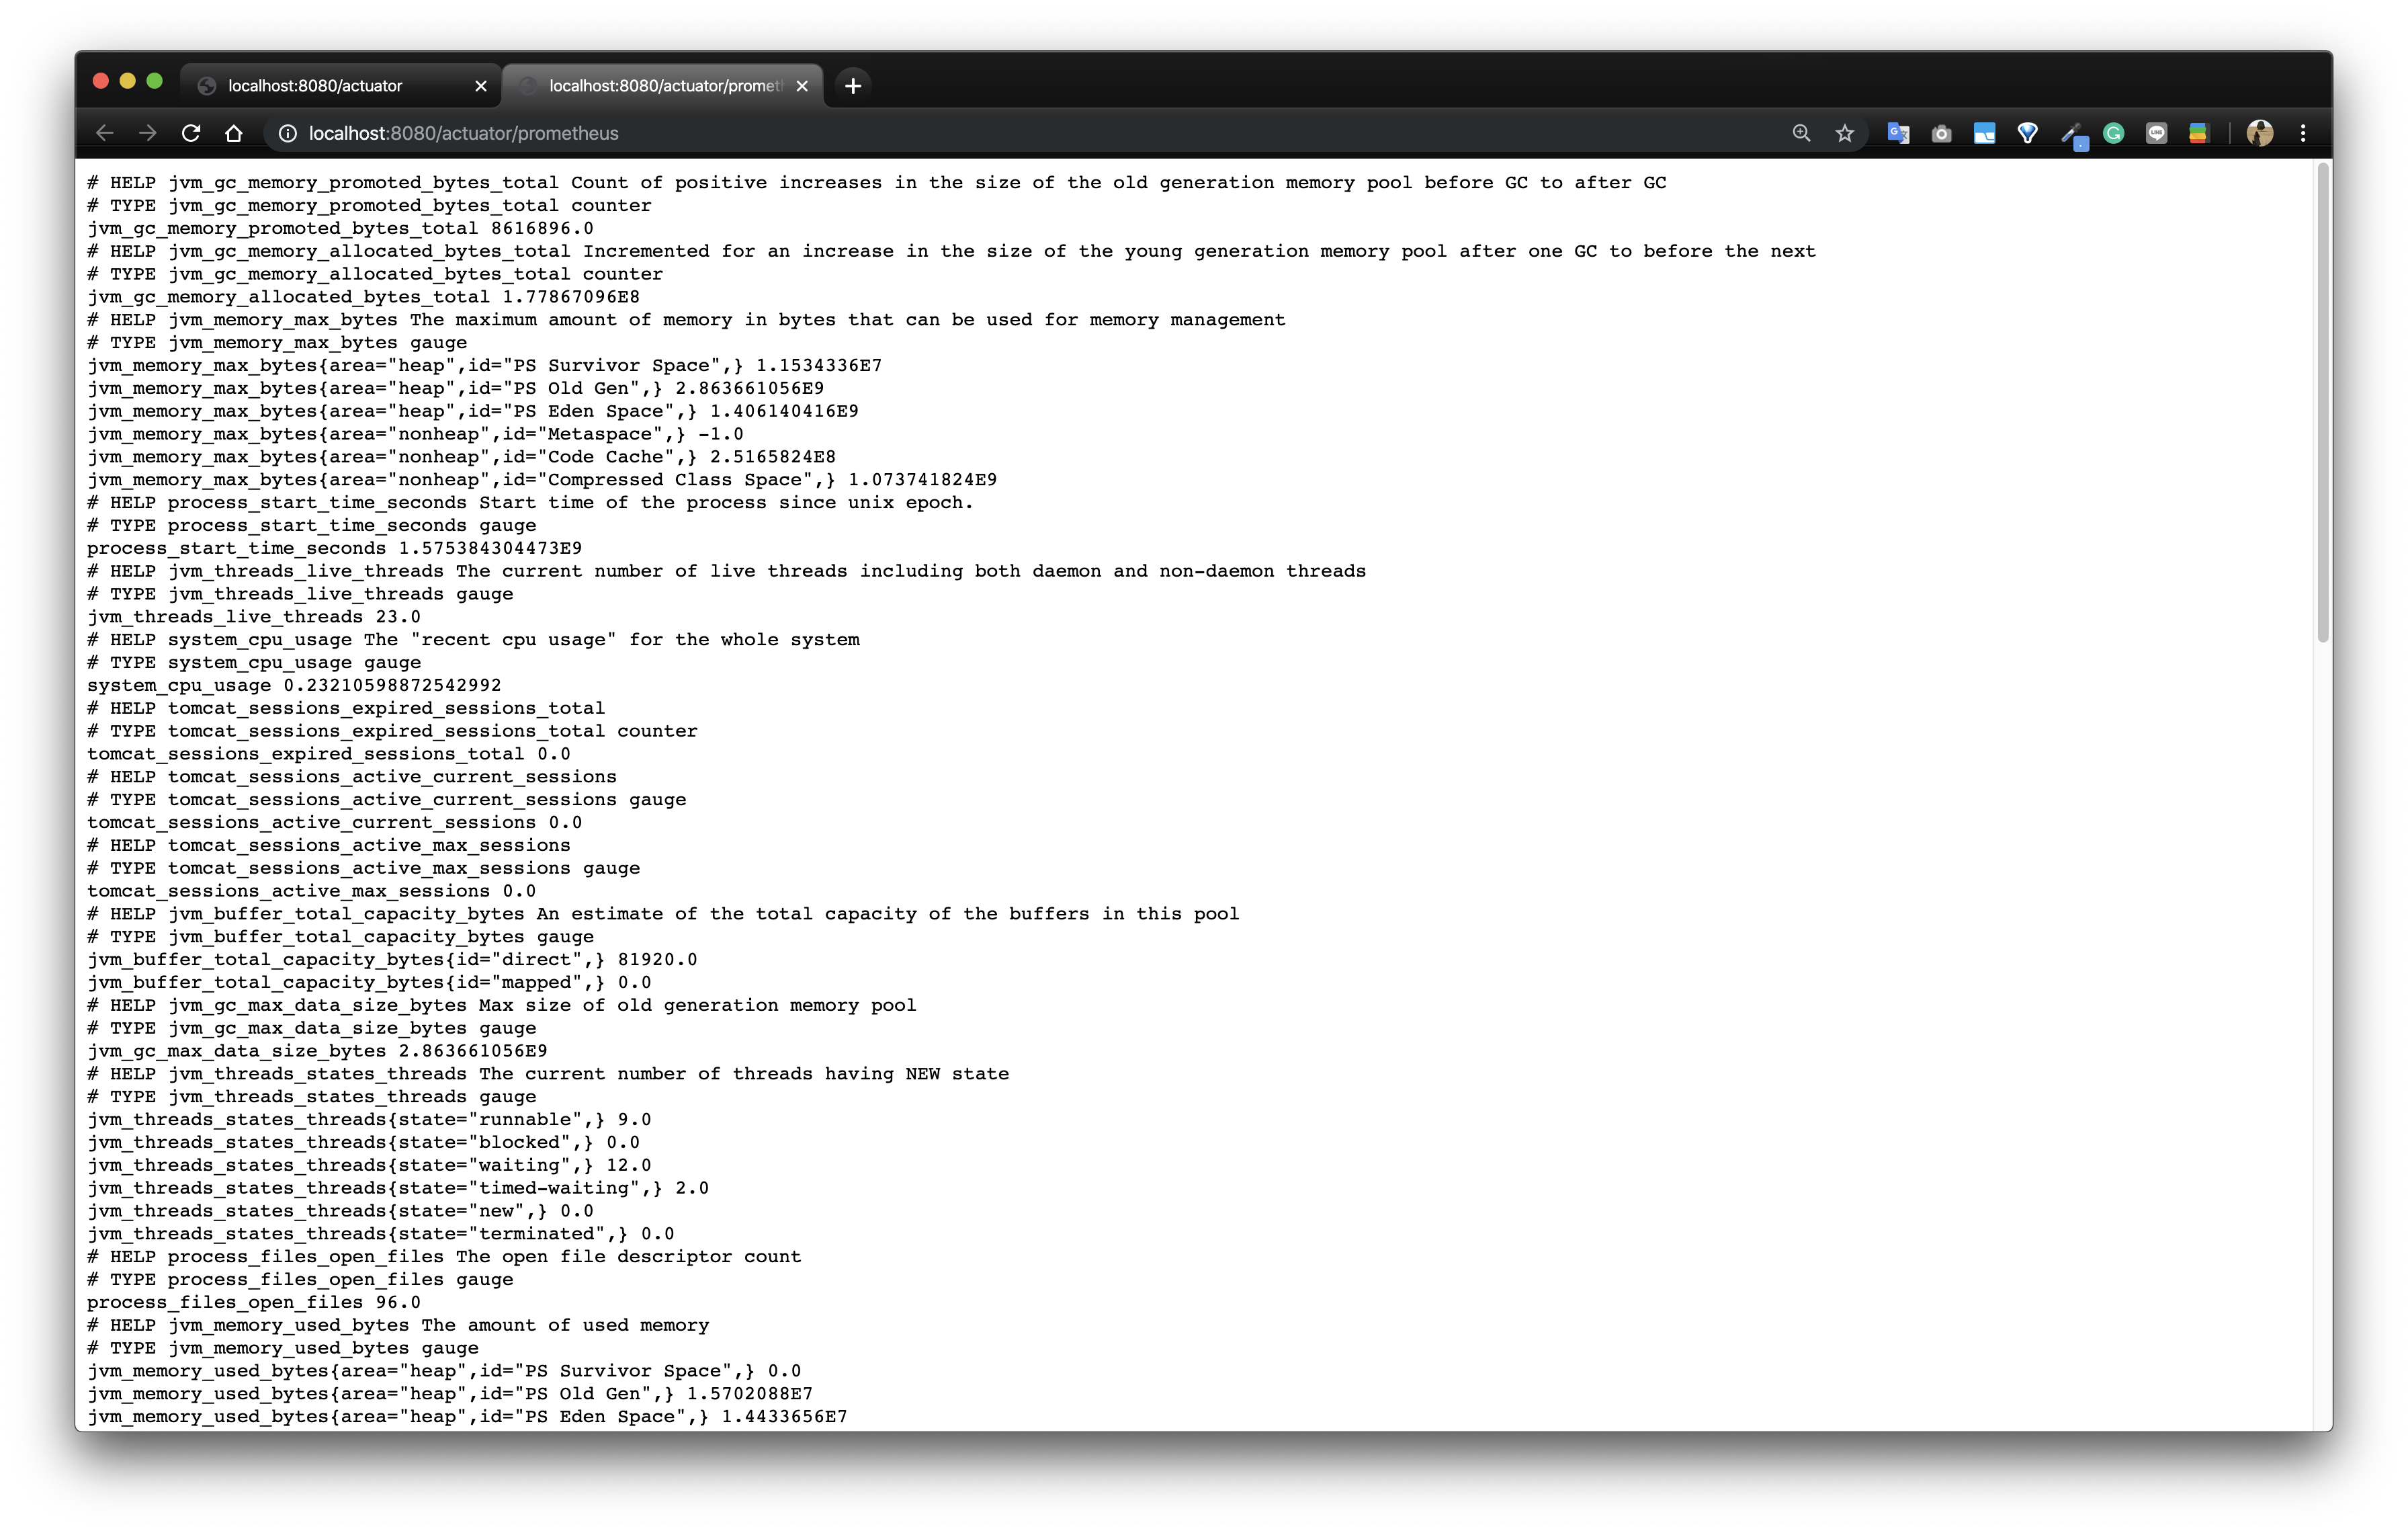 localhost:8080/actuator
localhost:8080/actuator/promet
localhost:8080/actuator/prometheus
# HELP jvm_gc_memory_promoted_bytes_total Count of positive increases in the size of the old generation memory pool before GC to after GC
# TYPE jvm_gc_memory_promoted_bytes_total counter
jvm_gc_memory_promoted_bytes_total 8616896.0
# HELP jvm_gc_memory_allocated_bytes_total Incremented for an increase in the size of the young generation memory pool after one GC to before the next
# TYPE jvm_gc_memory_allocated_bytes_total counter
jvm_gc_memory_allocated_bytes_total 1.77867096E8
# HELP jvm_memory_max_bytes The maximum amount of memory in bytes that can be used for memory management
# TYPE jvm_memory_max_bytes gauge
jvm_memory_max_bytes{area="heap",id="PS Survivor Space",} 1.1534336E7
jvm_memory_max_bytes{area="heap",id="PS Old Gen",} 2.863661056E9
jvm_memory_max_bytes{area="heap",id="PS Eden Space",} 1.406140416E9
jvm_memory_max_bytes{area="nonheap",id="Metaspace",} -1.0
jvm_memory_max_bytes{area="nonheap",id="Code Cache",} 2.5165824E8
jvm_memory_max_bytes{area="nonheap",id="Compressed Class Space",} 1.073741824E9
# HELP process_start_time_seconds Start time of the process since unix epoch.
# TYPE process_start_time_seconds gauge
process_start_time_seconds 1.575384304473E9
# HELP jvm_threads_live_threads The current number of live threads including both daemon and non-daemon threads
# TYPE jvm_threads_live_threads gauge
jvm_threads_live_threads 23.0
# HELP system_cpu_usage The "recent cpu usage" for the whole system
# TYPE system_cpu_usage gauge
system_cpu_usage 0.23210598872542992
# HELP tomcat_sessions_expired_sessions_total
# TYPE tomcat_sessions_expired_sessions_total counter
tomcat_sessions_expired_sessions_total 0.0
# HELP tomcat_sessions_active_current_sessions
# TYPE tomcat_sessions_active_current_sessions gauge
tomcat_sessions_active_current_sessions 0.0
# HELP tomcat_sessions_active_max_sessions
# TYPE tomcat_sessions_active_max_sessions gauge
tomcat_sessions_active_max_sessions 0.0
# HELP jvm_buffer_total_capacity_bytes An estimate of the total capacity of the buffers in this pool
# TYPE jvm_buffer_total_capacity_bytes gauge
jvm_buffer_total_capacity_bytes{id="direct",} 81920.0
jvm_buffer_total_capacity_bytes{id="mapped",} 0.0
# HELP jvm_gc_max_data_size_bytes Max size of old generation memory pool
# TYPE jvm_gc_max_data_size_bytes gauge
jvm_gc_max_data_size_bytes 2.863661056E9
# HELP jvm_threads_states_threads The current number of threads having NEW state
# TYPE jvm_threads_states_threads gauge
jvm_threads_states_threads{state="runnable",} 9.0
jvm_threads_states_threads{state="blocked",} 0.0
jvm_threads_states_threads{state="waiting",} 12.0
jvm_threads_states_threads{state="timed-waiting",} 2.0
jvm_threads_states_threads{state="new",} 0.0
jvm_threads_states_threads{state="terminated",} 0.0
# HELP process_files_open_files The open file descriptor count
# TYPE process_files_open_files gauge
process_files_open_files 96.0
# HELP jvm_memory_used_bytes The amount of used memory
# TYPE jvm_memory_used_bytes gauge
jvm_memory_used_bytes{area="heap",id="PS Survivor Space",} 0.0
jvm_memory_used_bytes{area="heap",id="PS Old Gen",} 1.5702088E7
jvm_memory_used_bytes{area="heap",id="PS Eden Space",} 1.4433656E7